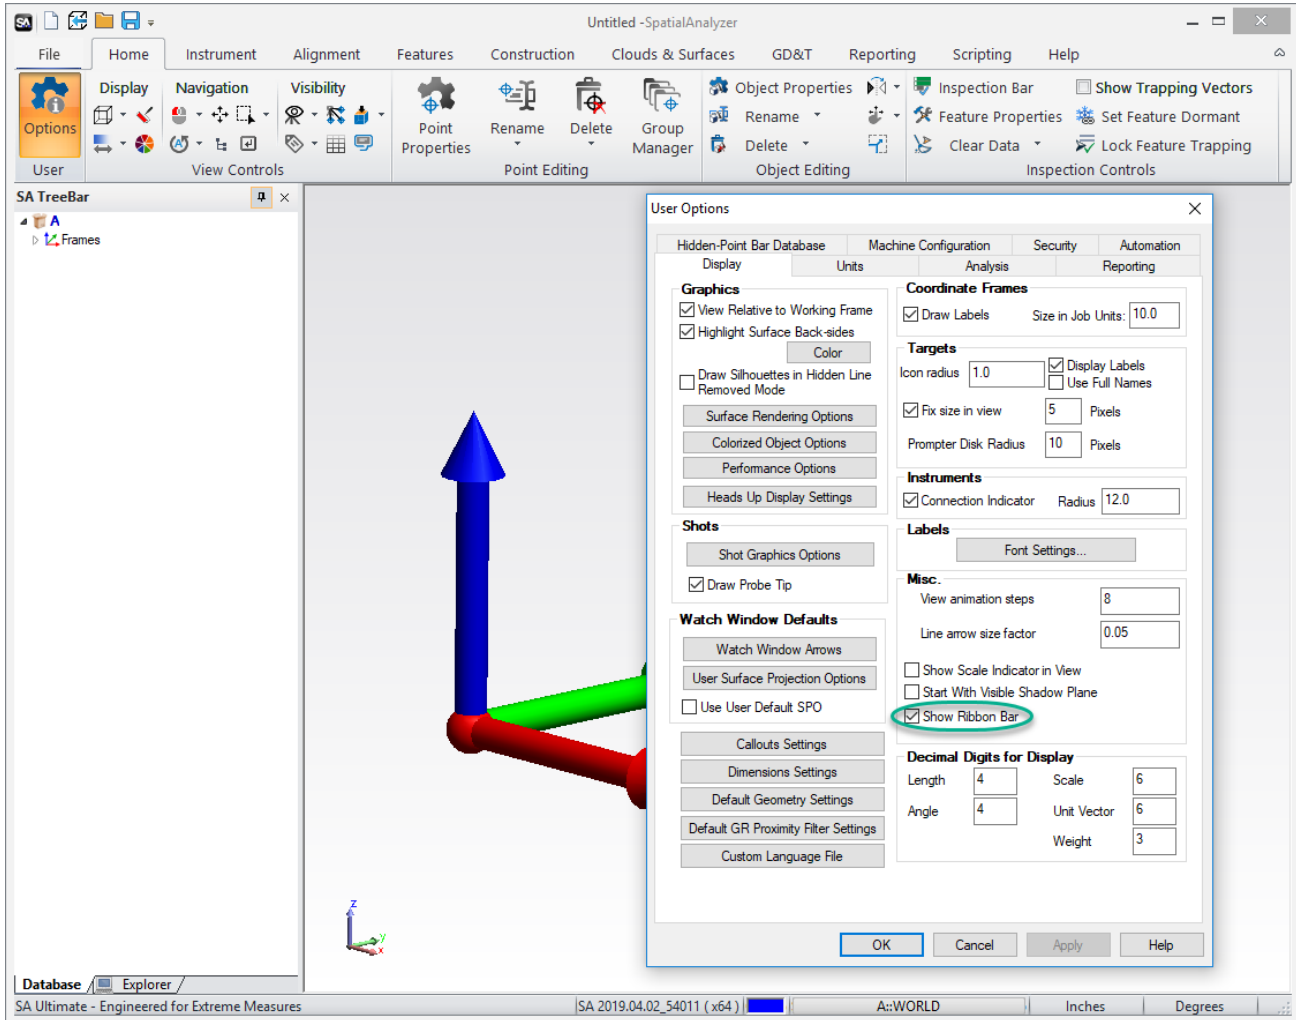 SA
Untitled -SpatialAnalyzer
File Home Instrument Alignment Features Construction Clouds & Surfaces GD&T Reporting Scripting Help
Options
Display Navigation Visibility
Point Properties
Rename
Delete
Group Manager
Object Properties
Rename
Delete
Inspection Bar
Feature Properties
Clear Data
Show Trapping Vectors
Set Feature Dormant
Lock Feature Trapping
User View Controls Point Editing Object Editing Inspection Controls
SA TreeBar
A
Frames
z
y
x
User Options
Hidden-Point Bar Database Machine Configuration Security Automation
Display Units Analysis Reporting
Graphics
View Relative to Working Frame
Highlight Surface Back-sides
Color
Draw Silhouettes in Hidden Line
Removed Mode
Surface Rendering Options
Colorized Object Options
Performance Options
Heads Up Display Settings
Shots
Shot Graphics Options
Draw Probe Tip
Watch Window Defaults
Watch Window Arrows
User Surface Projection Options
Use User Default SPO
Callouts Settings
Dimensions Settings
Default Geometry Settings
Default GR Proximity Filter Settings
Custom Language File
Coordinate Frames
Draw Labels Size in Job Units: 10.0
Targets
Icon radius 1.0 Display Labels
Use Full Names
Fix size in view 5 Pixels
Prompter Disk Radius 10 Pixels
Instruments
Connection Indicator Radius 12.0
Labels
Font Settings...
Misc.
View animation steps 8
Line arrow size factor 0.05
Show Scale Indicator in View
Start With Visible Shadow Plane
Show Ribbon Bar
Decimal Digits for Display
Length 4 Scale 6
Angle 4 Unit Vector 6
Weight 3
OK Cancel Apply Help
Database Explorer
SA Ultimate - Engineered for Extreme Measures SA 2019.04.02_54011 ( x64 ) A::WORLD Inches Degrees